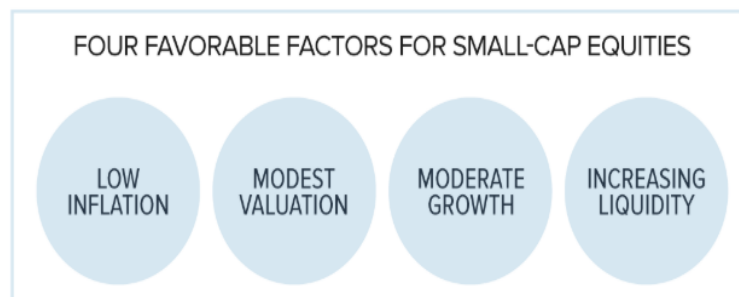 FOUR FAVORABLE FACTORS FOR SMALL-CAP EQUITIES
LOW
INFLATION
MODEST
VALUATION
MODERATE
GROWTH
INCREASING
LIQUIDITY